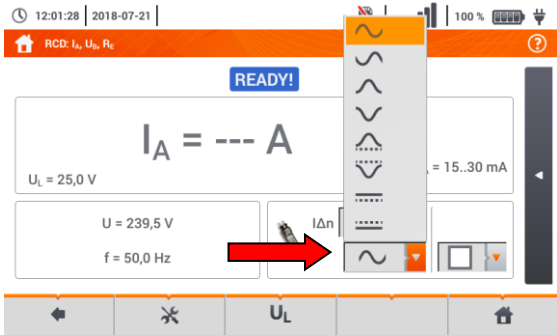 12:01:28 2018-07-21 100 %
RCD: IA, UB, RE ?
READY!
IA = --- A
UL = 25,0 V
= 15..30 mA
U = 239,5 V
f = 50,0 Hz
IΔn
UL